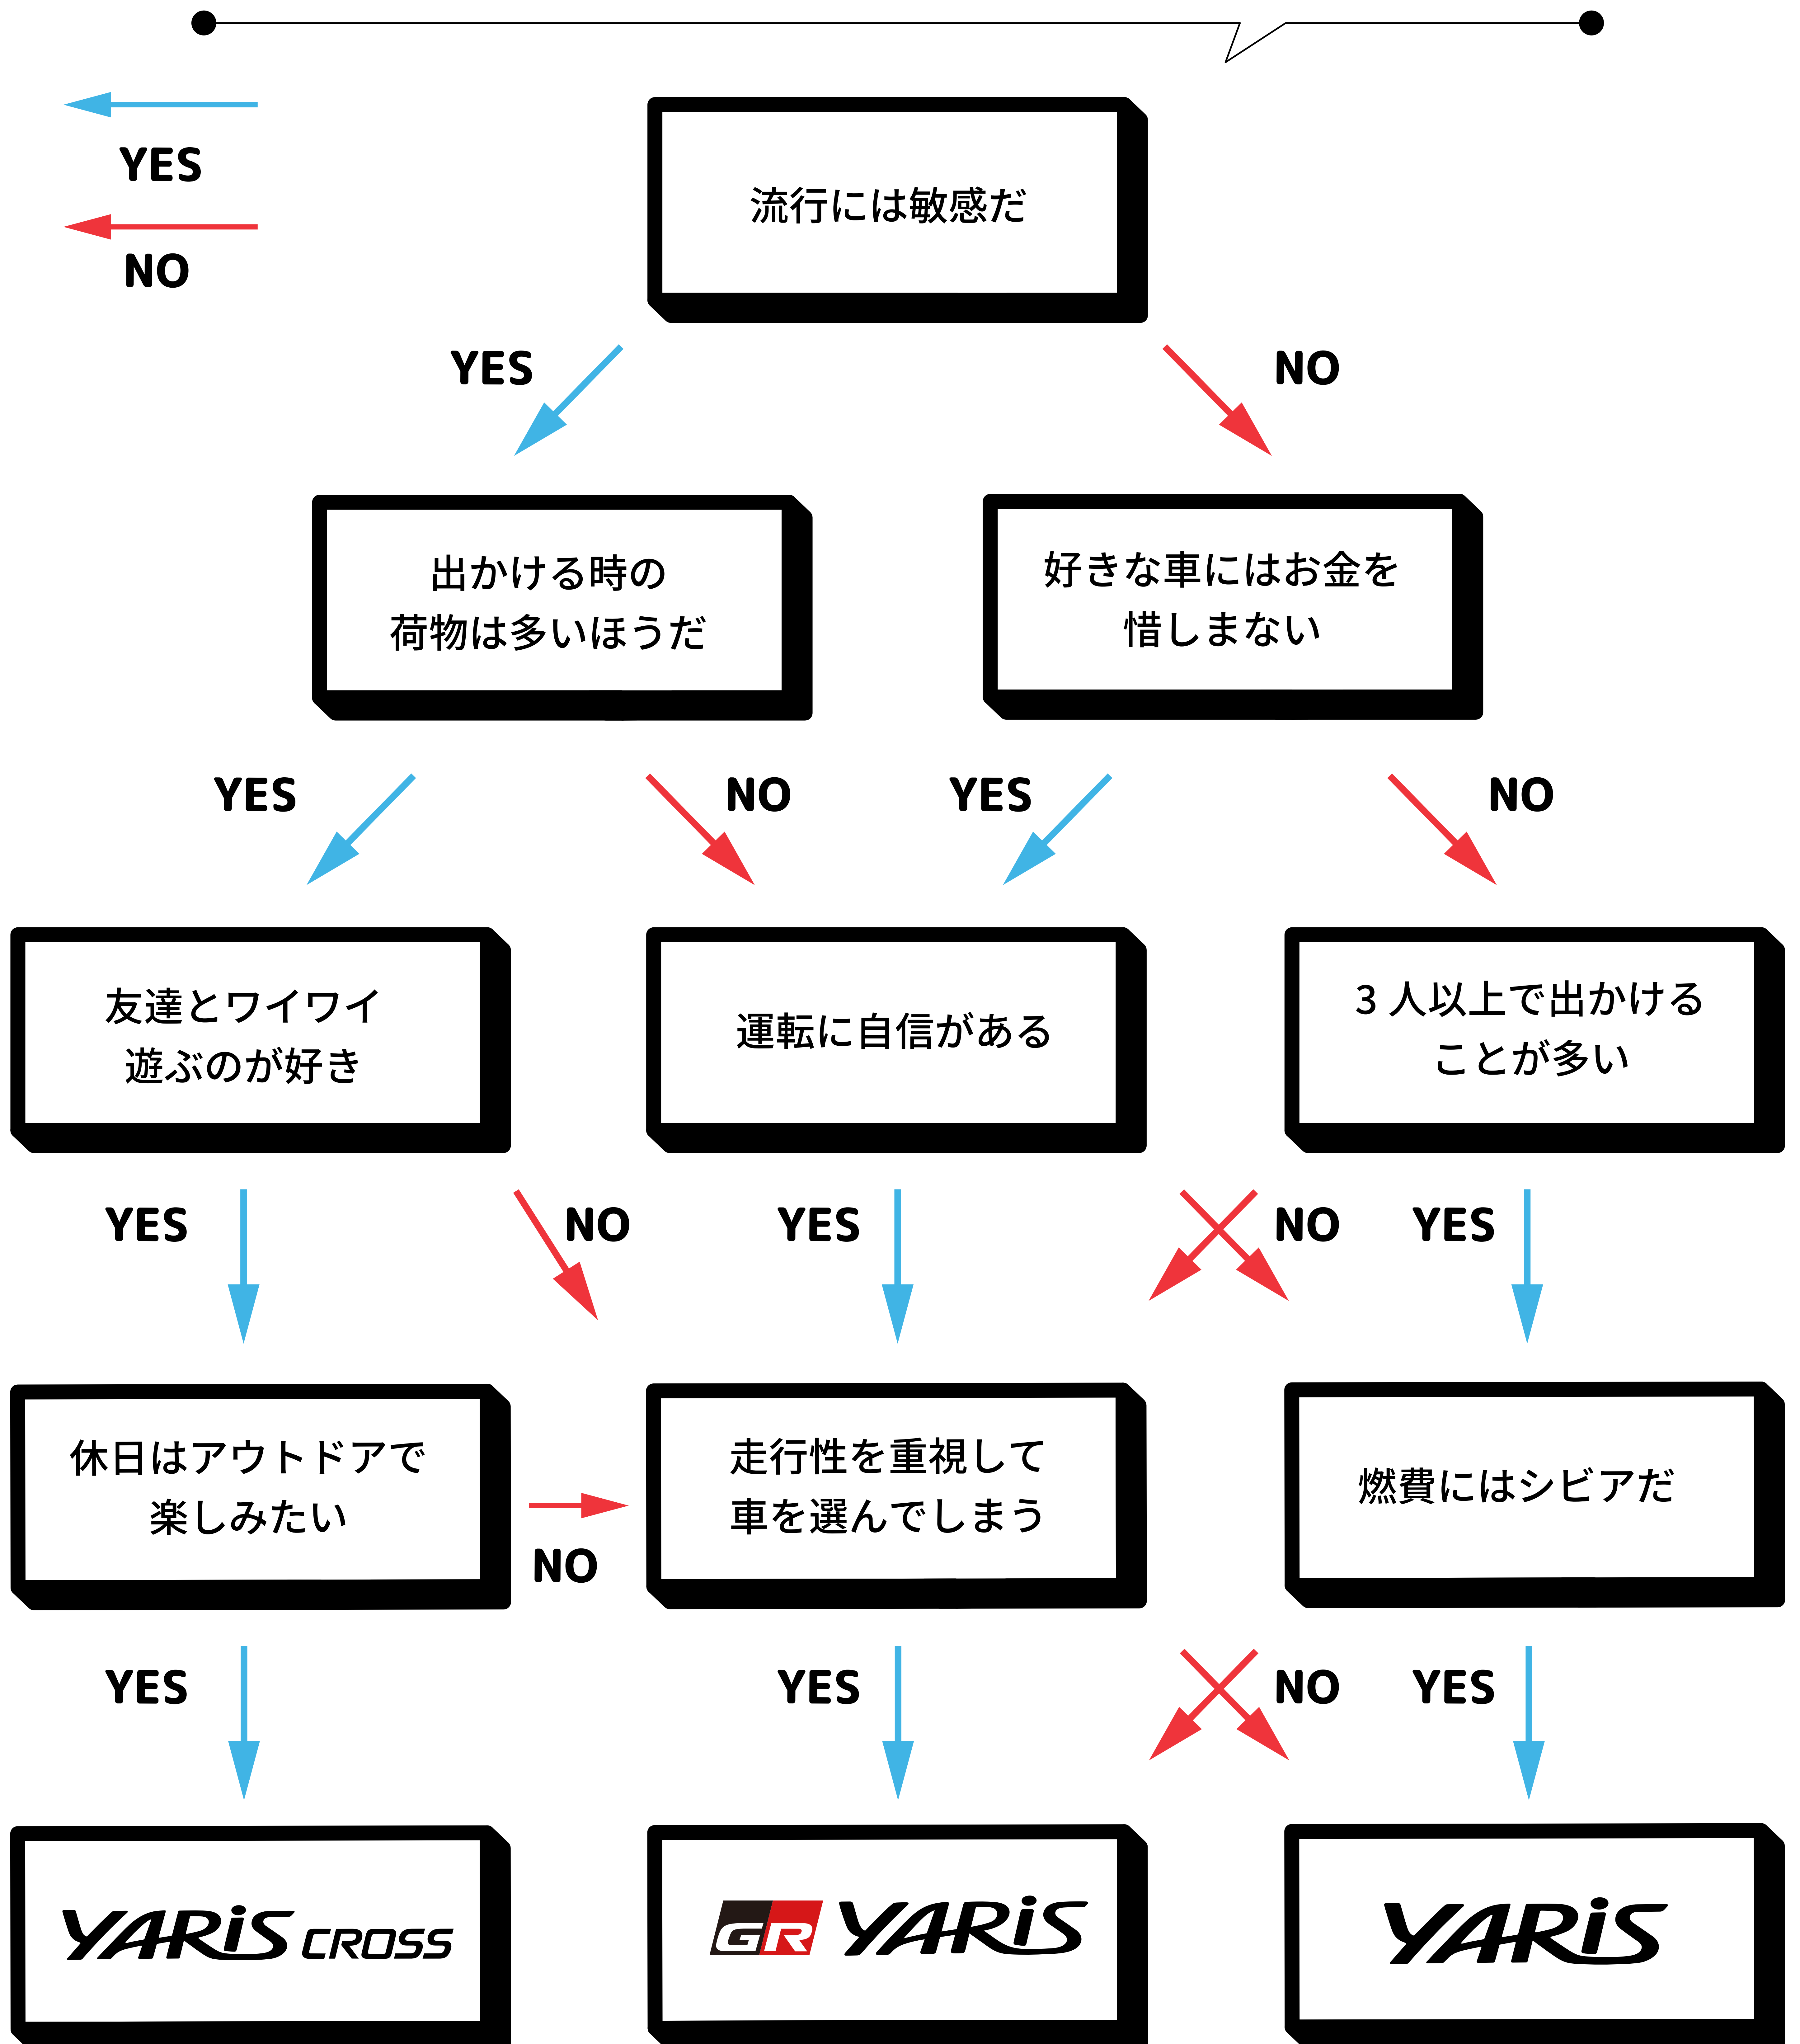 YES
NO
流行には敏感だ
YES
NO
出かける時の
荷物は多いほうだ
好きな車にはお金を
惜しまない
YES
NO
YES
NO
友達とワイワイ
遊ぶのが好き
運転に自信がある
3 人以上で出かける
ことが多い
YES
NO
YES
NO
YES
休日はアウトドアで
楽しみたい
NO
走行性を重視して
車を選んでしまう
燃費にはシビアだ
YES
YES
NO
YES
YARiS CROSS
GR YARiS
YARiS